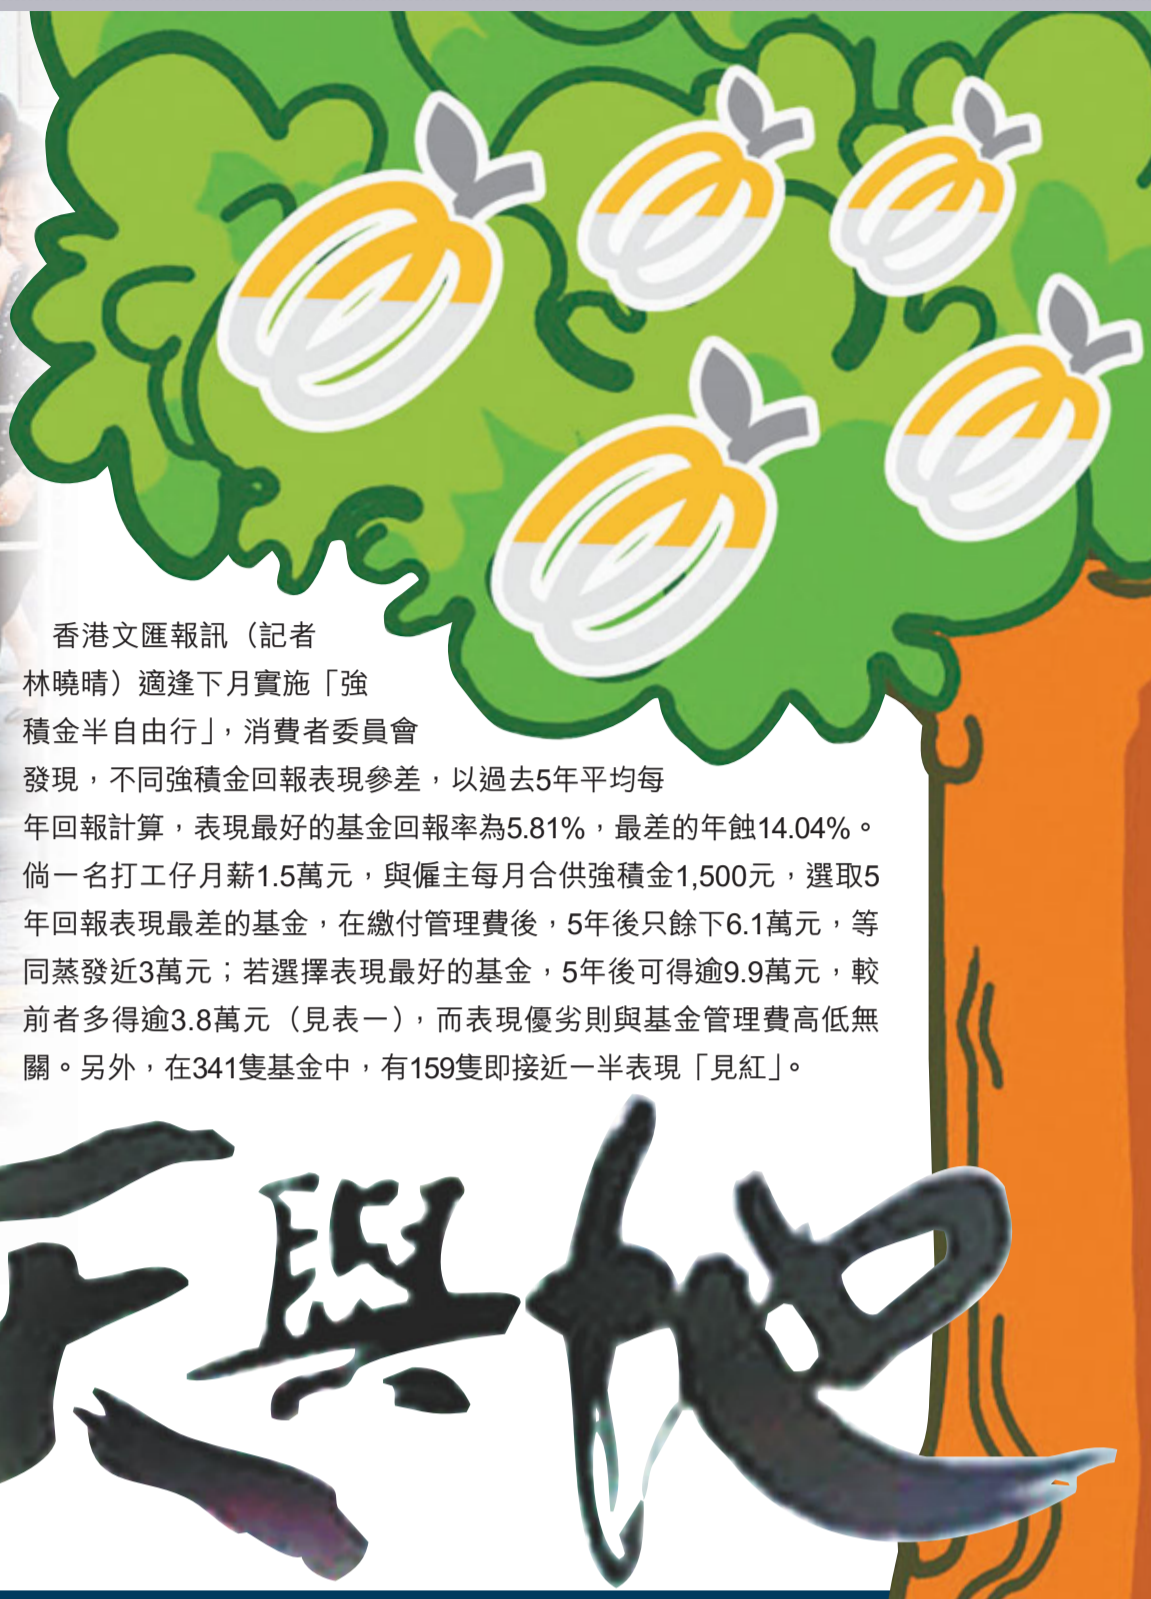 香港文匯報訊（記者
林曉晴）適逢下月實施「強
積金半自由行」，消費者委員會
發現，不同強積金回報表現參差，以過去5年平均每
年回報計算，表現最好的基金回報率為5.81%，最差的年蝕14.04%。
倘一名打工仔月薪1.5萬元，與僱主每月合供強積金1,500元，選取5
年回報表現最差的基金，在繳付管理費後，5年後只餘下6.1萬元，等
同蒸發近3萬元；若選擇表現最好的基金，5年後可得逾9.9萬元，較
前者多得逾3.8萬元（見表一），而表現優劣則與基金管理費高低無
關。另外，在341隻基金中，有159隻即接近一半表現「見紅」。
天與地